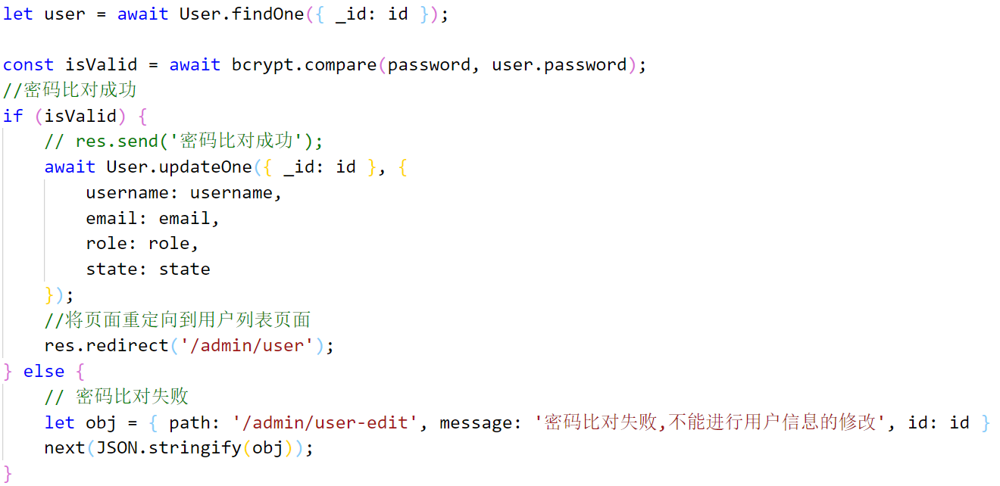 let user = await User.findOne({ _id: id });
const isValid = await bcrypt.compare(password, user.password);
//密码比对成功
if (isValid) {
// res.send('密码比对成功');
await User.updateOne({ _id: id }, {
username: username,
email: email,
role: role,
state: state
});
//将页面重定向到用户列表页面
res.redirect('/admin/user');
} else {
// 密码比对失败
let obj = { path: '/admin/user-edit', message: '密码比对失败,不能进行用户信息的修改', id: id }
next(JSON.stringify(obj));
}